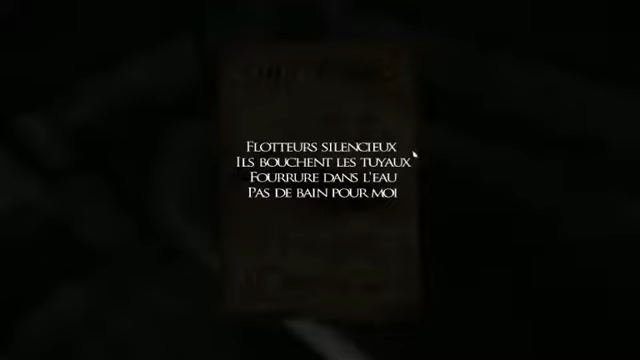 Flotteurs silencieux
Ils bouchent les tuyaux
Fourrure dans l'eau
Pas de bain pour moi